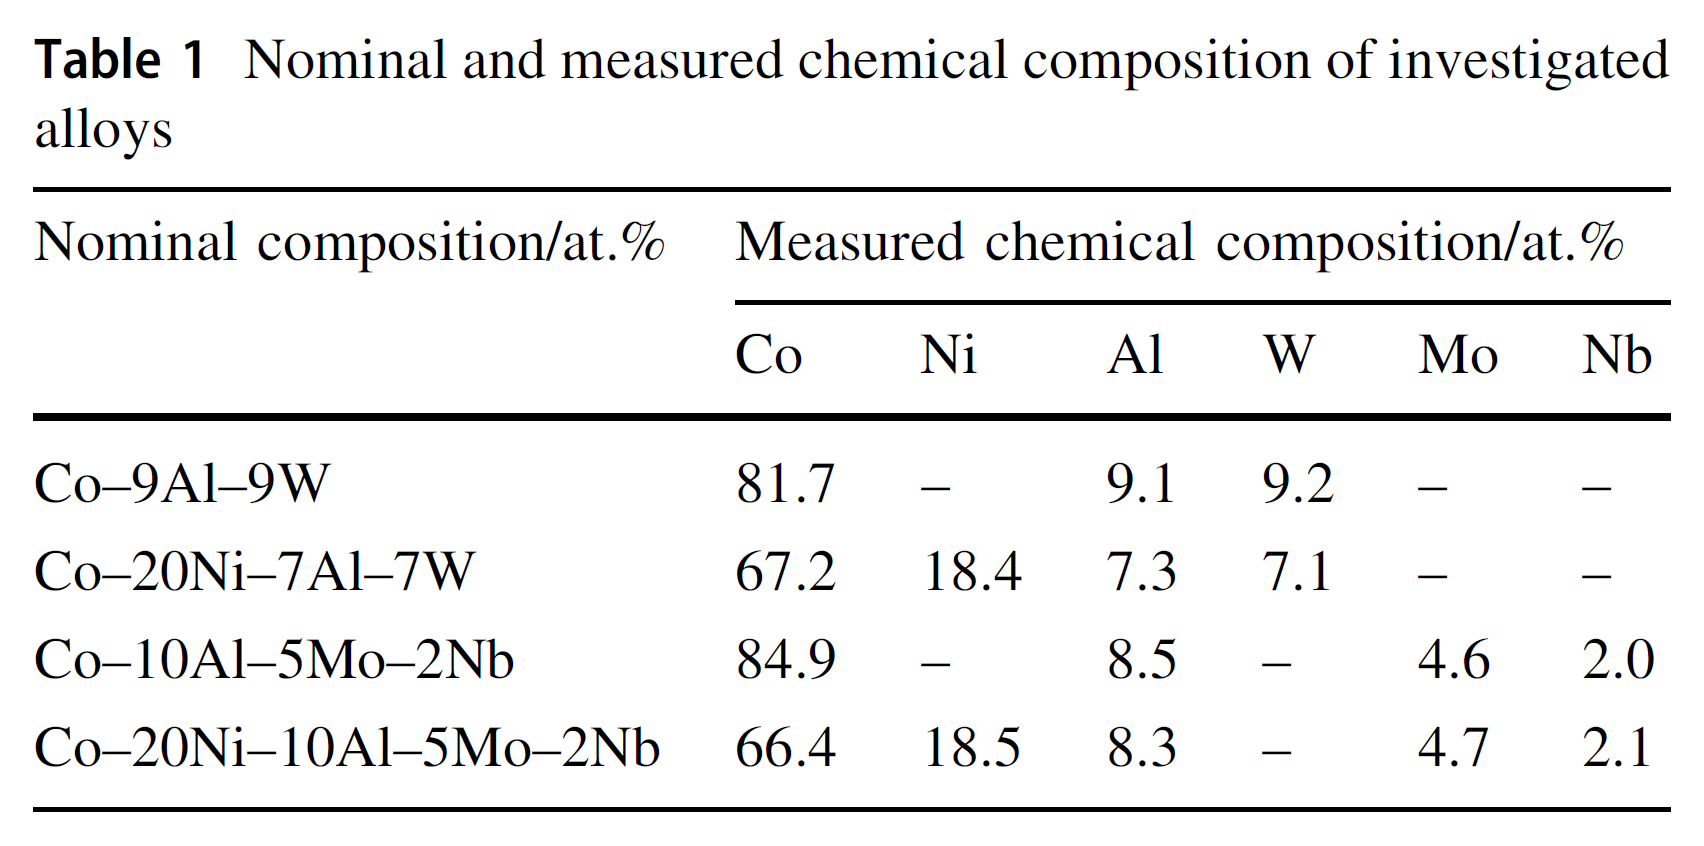 Table 1 Nominal and measured chemical composition of investigated
alloys
Nominal composition/at.% Measured chemical composition/at.%
Co Ni Al W Mo Nb
Co–9Al–9W 81.7 – 9.1 9.2 – –
Co–20Ni–7Al–7W 67.2 18.4 7.3 7.1 – –
Co–10Al–5Mo–2Nb 84.9 – 8.5 – 4.6 2.0
Co–20Ni–10Al–5Mo–2Nb 66.4 18.5 8.3 – 4.7 2.1